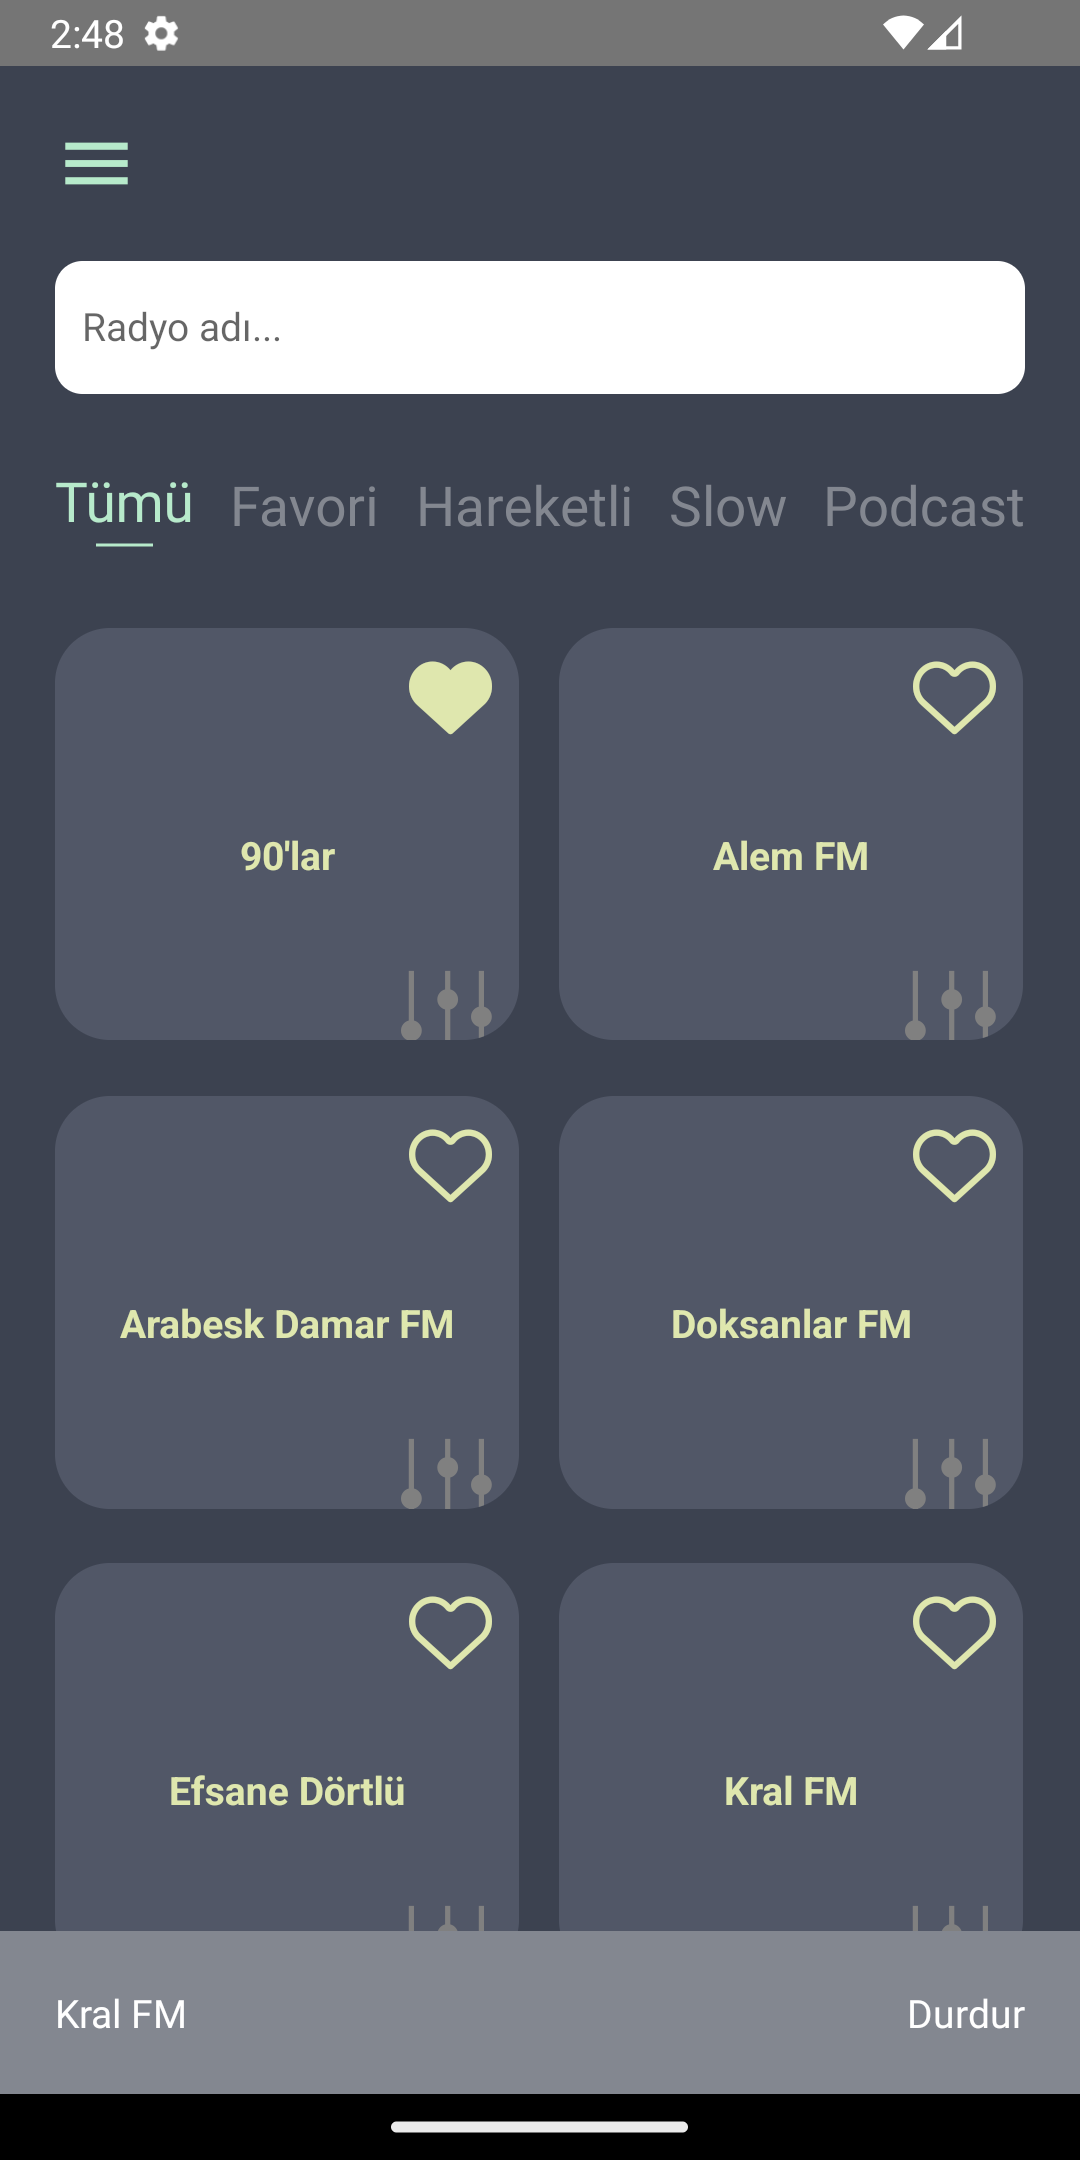 2:48
Radyo adı...
Tümü Favori Hareketli Slow Podcast
90'lar
Alem FM
Arabesk Damar FM
Doksanlar FM
Efsane Dörtlü
Kral FM
Kral FM
Durdur